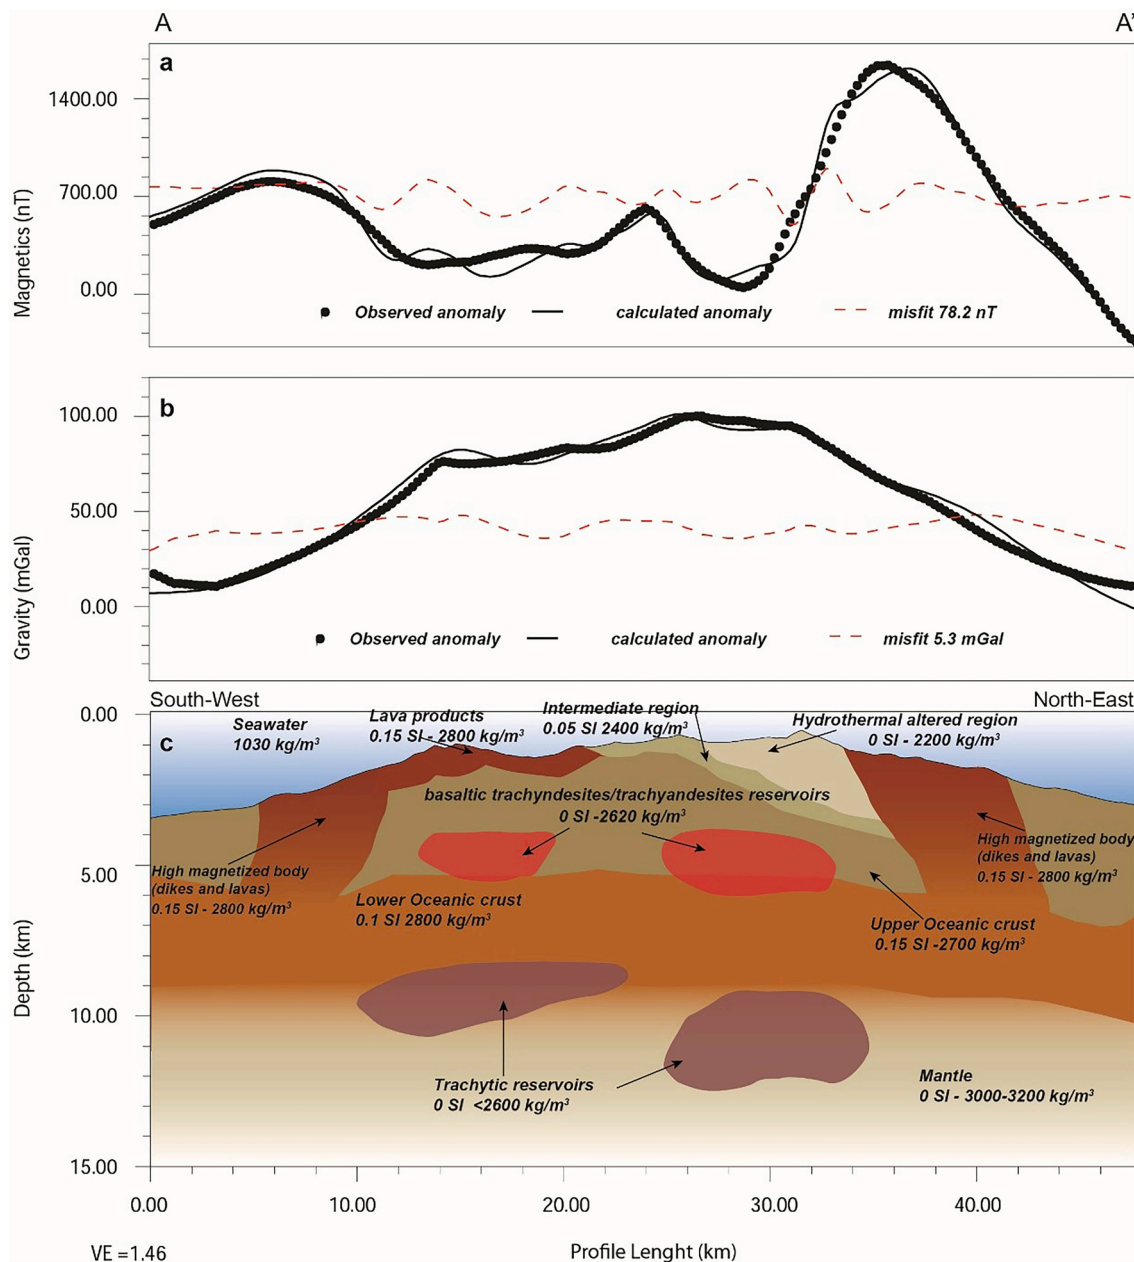 A A'
a
1400.00
700.00
0.00
Magnetics (nT)
Observed anomaly calculated anomaly misfit 78.2 nT
b
100.00
50.00
0.00
Gravity (mGal)
Observed anomaly calculated anomaly misfit 5.3 mGal
South-West North-East
0.00
c
Seawater
1030 kg/m³
Lava products
0.15 SI - 2800 kg/m³
Intermediate region
0.05 SI 2400 kg/m³
Hydrothermal altered region
0 SI - 2200 kg/m³
basaltic trachyndesites/trachyandesites reservoirs
0 SI -2620 kg/m³
High magnetized body
(dikes and lavas)
0.15 SI - 2800 kg/m³
High magnetized body
(dikes and lavas)
0.15 SI - 2800 kg/m³
5.00
Lower Oceanic crust
0.1 SI 2800 kg/m³
Upper Oceanic crust
0.15 SI -2700 kg/m³
Depth (km)
10.00
Trachytic reservoirs
0 SI <2600 kg/m³
Mantle
0 SI - 3000-3200 kg/m³
15.00
0.00 10.00 20.00 30.00 40.00
VE =1.46 Profile Lenght (km)